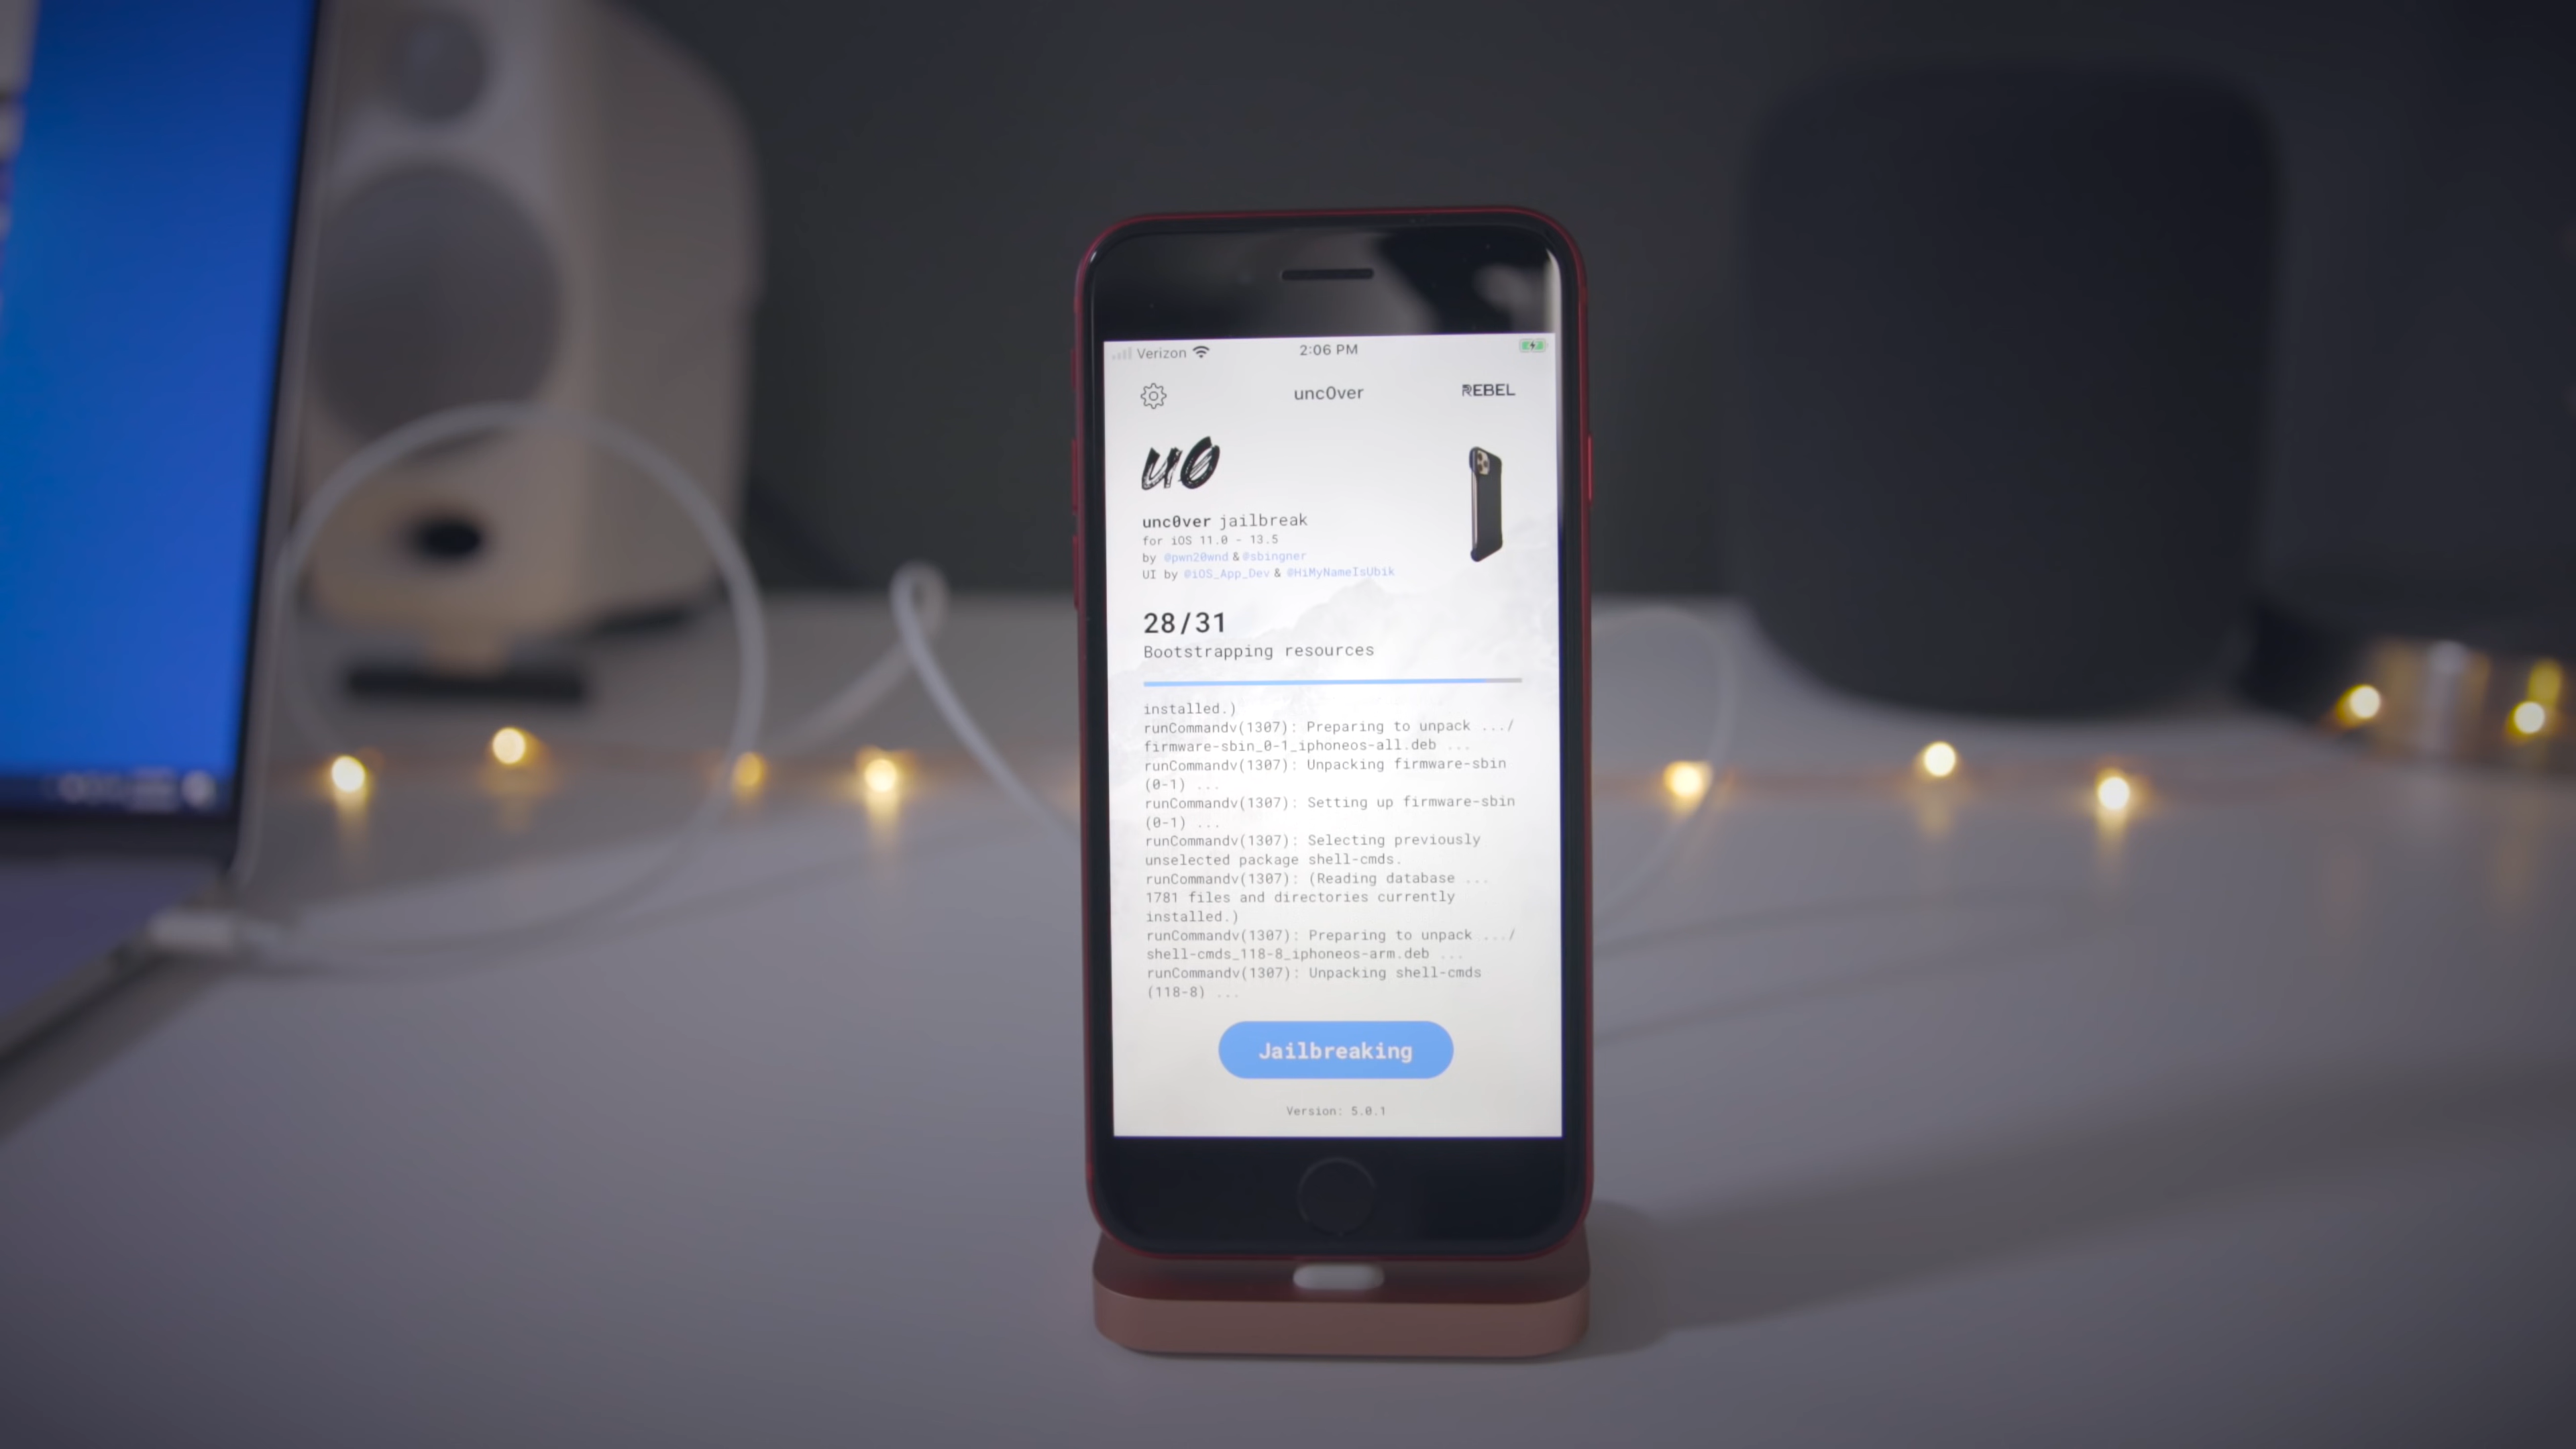 Verizon 2:06 PM
unc0ver REBEL
u0
unc0ver jailbreak
for iOS 11.0 - 13.5
by @pwn20wnd & @sbingner
UI by @iOS_App_Dev & @HiMyNameIsUbik
28/31
Bootstrapping resources
installed.)
runCommandv(1307): Preparing to unpack .../
firmware-sbin_0-1_iphoneos-all.deb ...
runCommandv(1307): Unpacking firmware-sbin
(0-1) ...
runCommandv(1307): Setting up firmware-sbin
(0-1) ...
runCommandv(1307): Selecting previously
unselected package shell-cmds.
runCommandv(1307): (Reading database ...
1781 files and directories currently
installed.)
runCommandv(1307): Preparing to unpack .../
shell-cmds_118-8_iphoneos-arm.deb ...
runCommandv(1307): Unpacking shell-cmds
(118-8) ...
Jailbreaking
Version: 5.0.1